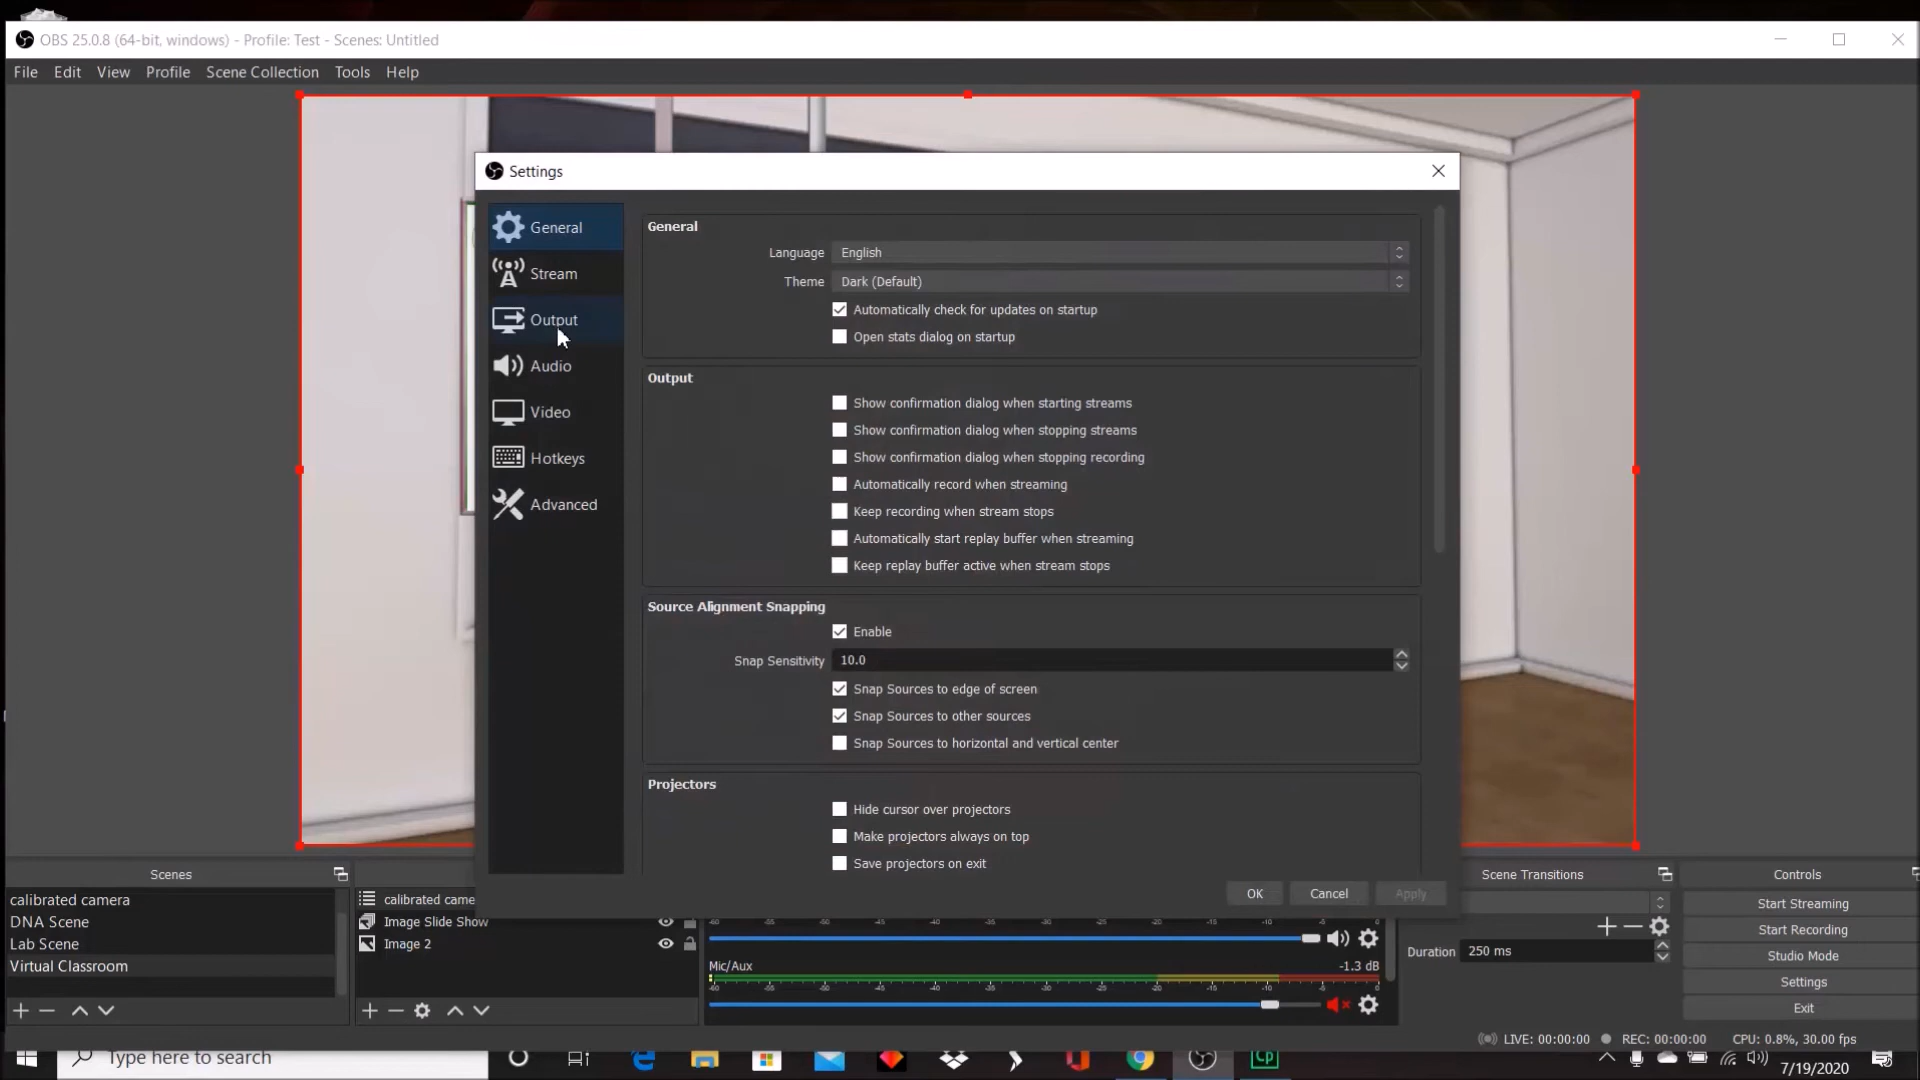 OBS 25.0.8 (64-bit, windows) - Profile: Test - Scenes: Untitled
File Edit View Profile Scene Collection Tools Help
Settings
General
Stream
Output
Audio
Video
Hotkeys
Advanced
General
Language English
Theme Dark (Default)
Automatically check for updates on startup
Open stats dialog on startup
Output
Show confirmation dialog when starting streams
Show confirmation dialog when stopping streams
Show confirmation dialog when stopping recording
Automatically record when streaming
Keep recording when stream stops
Automatically start replay buffer when streaming
Keep replay buffer active when stream stops
Source Alignment Snapping
Enable
Snap Sensitivity 10.0
Snap Sources to edge of screen
Snap Sources to other sources
Snap Sources to horizontal and vertical center
Projectors
Hide cursor over projectors
Make projectors always on top
Save projectors on exit
OK Cancel Apply
Scenes
calibrated camera
DNA Scene
Lab Scene
Virtual Classroom
calibrated came
Image Slide Show
Image 2
Mic/Aux -1.3 dB
Scene Transitions
Duration 250 ms
Controls
Start Streaming
Start Recording
Studio Mode
Settings
Exit
LIVE: 00:00:00 REC: 00:00:00 CPU: 0.8%, 30.00 fps
Type here to search
Cp
7/19/2020